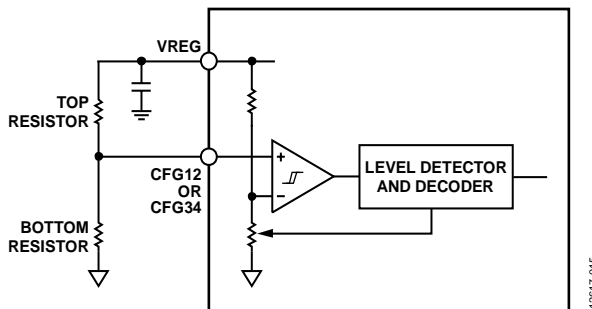 VREG
TOP
RESISTOR
CFG12
OR
CFG34
+
−
LEVEL DETECTOR
AND DECODER
BOTTOM
RESISTOR